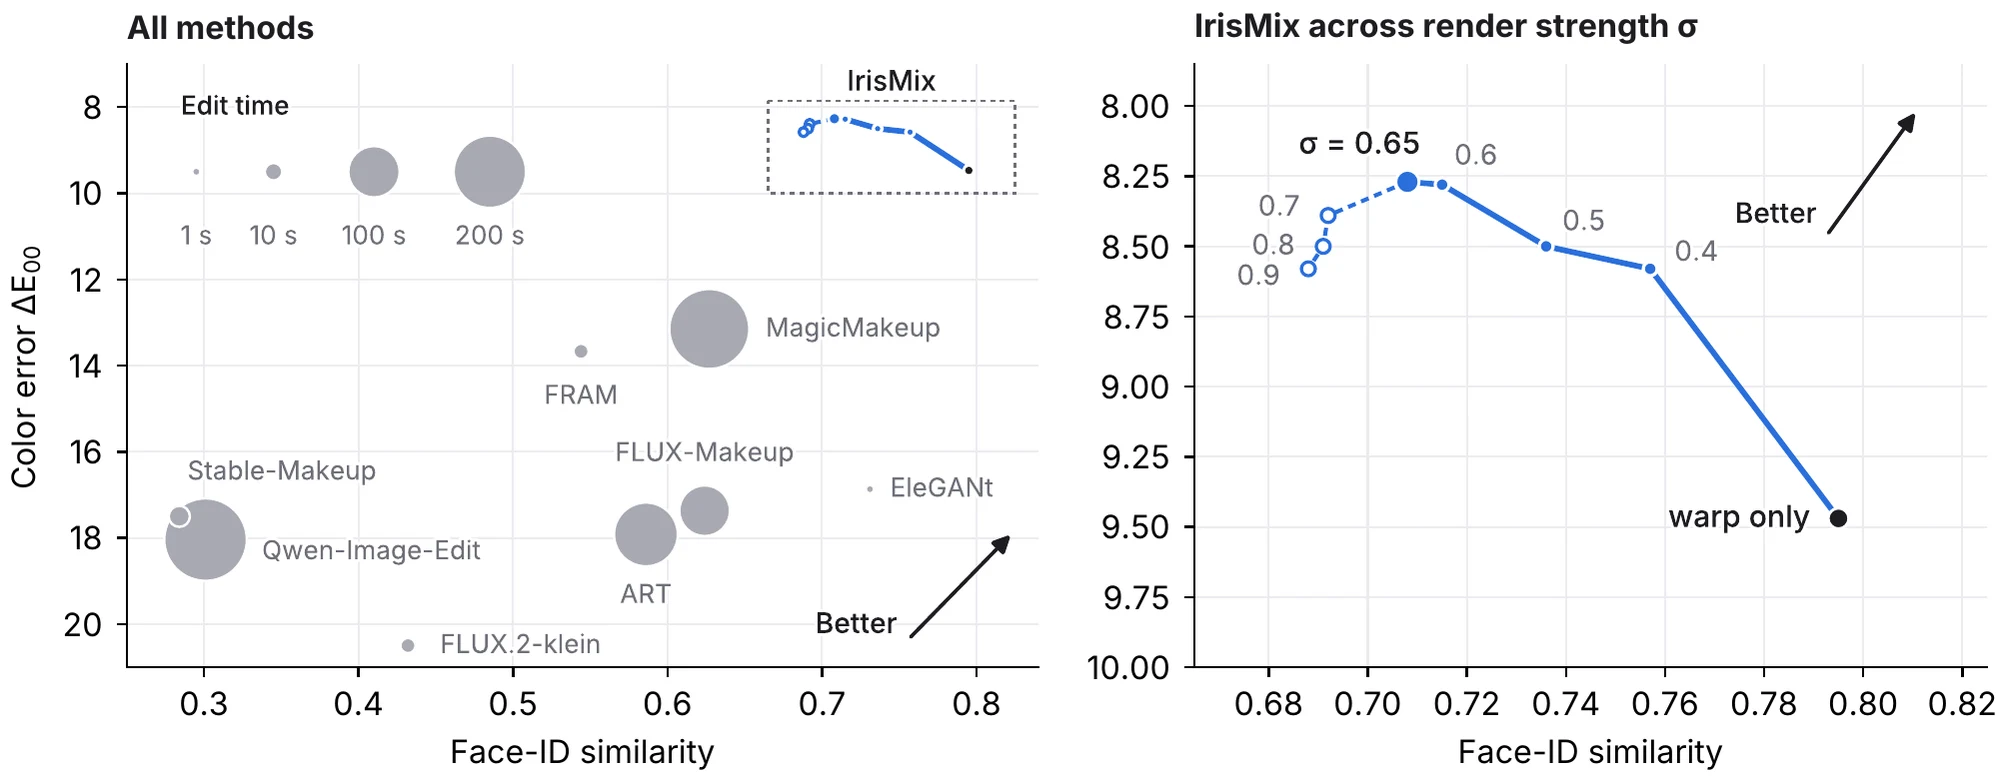 All methods
Edit time
1 s 10 s 100 s 200 s
IrisMix
MagicMakeup
FRAM
FLUX-Makeup
Stable-Makeup
EleGANt
Qwen-Image-Edit
ART
Better
FLUX.2-klein
8
10
12
14
16
18
20
Color error ΔE₀₀
0.3 0.4 0.5 0.6 0.7 0.8
Face-ID similarity
IrisMix across render strength σ
σ = 0.65
0.6
0.7
0.5
0.8
0.4
0.9
Better
warp only
8.00
8.25
8.50
8.75
9.00
9.25
9.50
9.75
10.00
0.68 0.70 0.72 0.74 0.76 0.78 0.80 0.82
Face-ID similarity